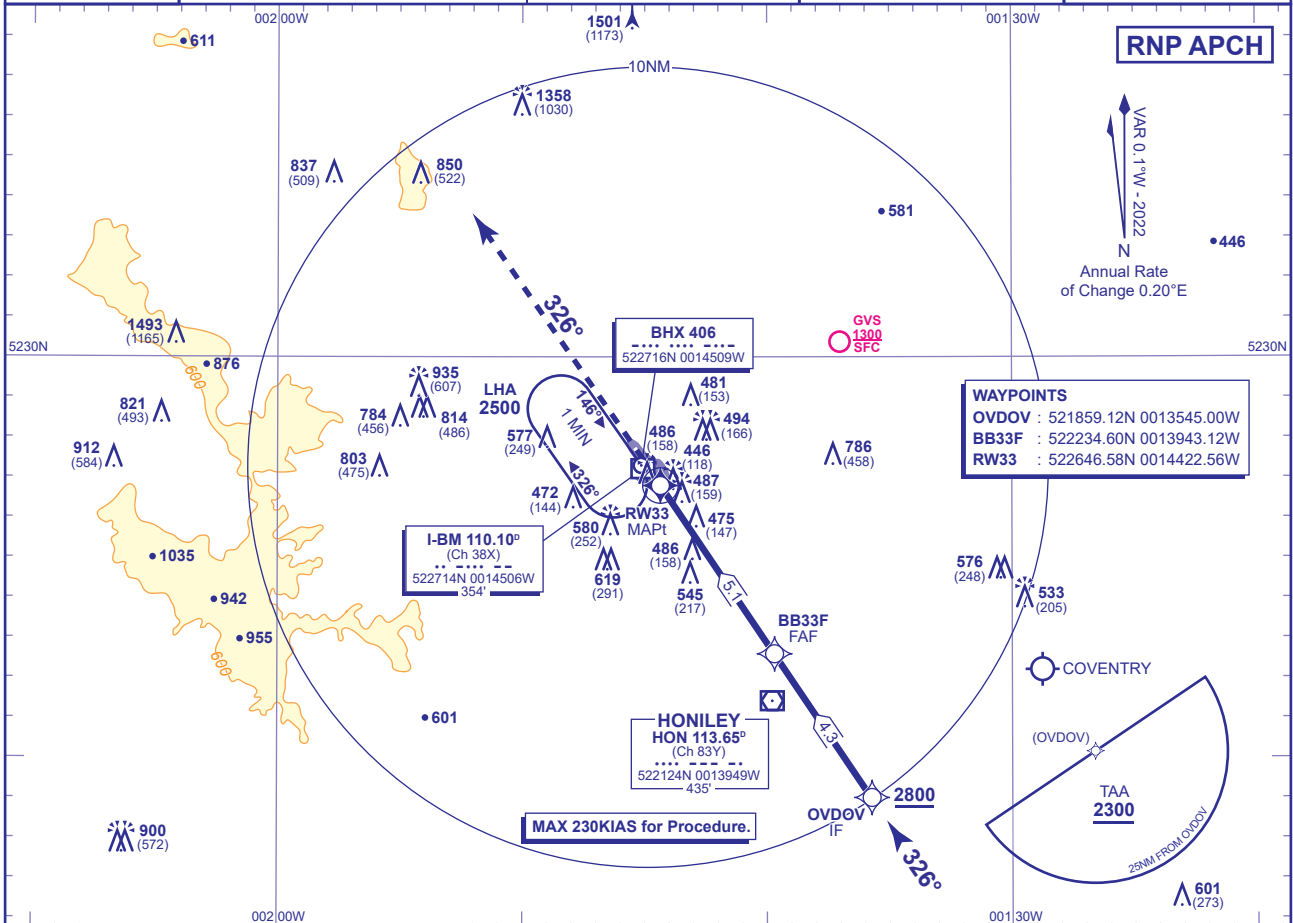 002 00W
1501
(1173)
001 30W
RNP APCH
611
10NM
1358
(1030)
VAR 0.1°W - 2022
N
Annual Rate
of Change 0.20°E
837
(509)
850
(522)
581
446
326°
GVS
1300
SFC
BHX 406
-··· ···· -··-
522716N 0014509W
1493
(1165)
5230N
5230N
876
600
935
(607)
LHA
2500
481
(153)
821
(493)
784
(456)
814
(486)
146°
1 MIN
326°
494
(166)
WAYPOINTS
OVDOV : 521859.12N 0013545.00W
BB33F : 522234.60N 0013943.12W
RW33 : 522646.58N 0014422.56W
912
(584)
803
(475)
577
(249)
486
(158)
446
(118)
786
(458)
487
(159)
472
(144)
RW33
MAPt
580
(252)
475
(147)
I-BM 110.10ᴰ
(Ch 38X)
·· -··· --
522714N 0014506W
354'
619
(291)
486
(158)
545
(217)
576
(248)
533
(205)
1035
942
955
600
5.1
BB33F
FAF
COVENTRY
601
HONILEY
HON 113.65ᴰ
(Ch 83Y)
···· --- -·
522124N 0013949W
435'
4.3
(OVDOV)
TAA
2300
25NM FROM OVDOV
2800
OVDOV
IF
MAX 230KIAS for Procedure.
326°
900
(572)
601
(273)
002 00W
001 30W